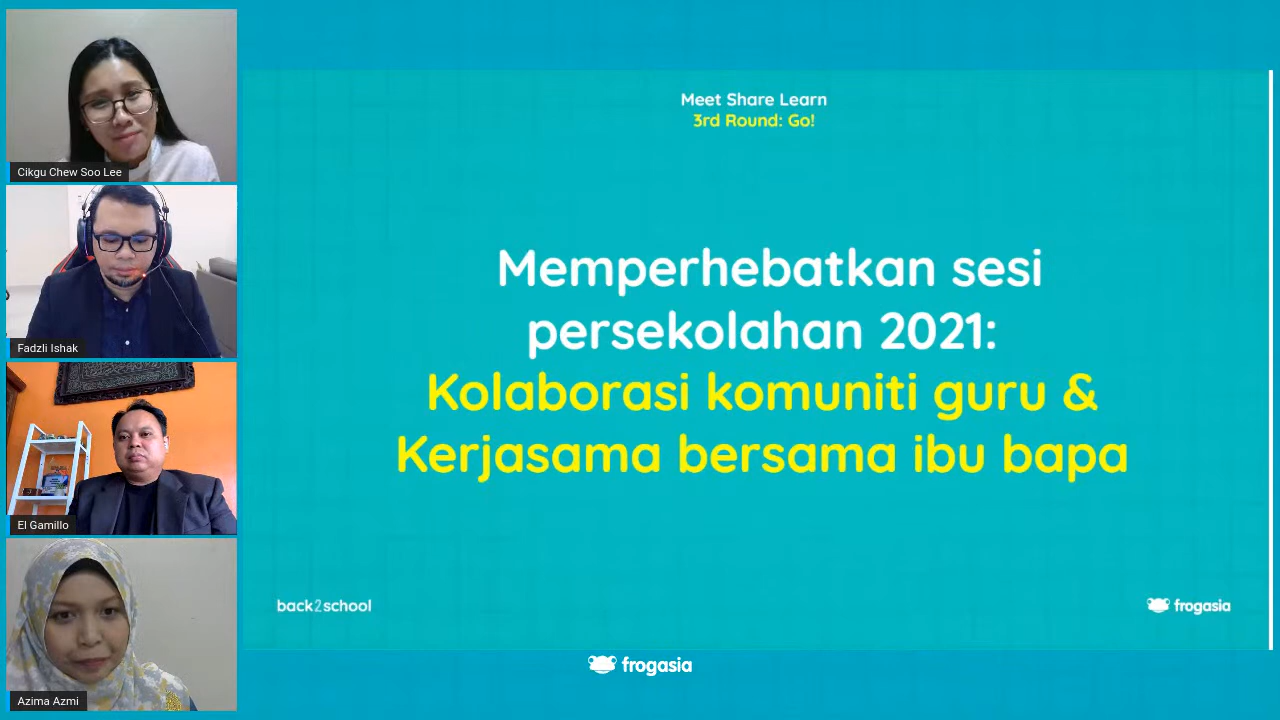 Cikgu Chew Soo Lee
Fadzli Ishak
El Gamillo
Azima Azmi
Meet Share Learn
3rd Round: Go!
Memperhebatkan sesi
persekolahan 2021:
Kolaborasi komuniti guru &
Kerjasama bersama ibu bapa
back2school
frogasia
frogasia